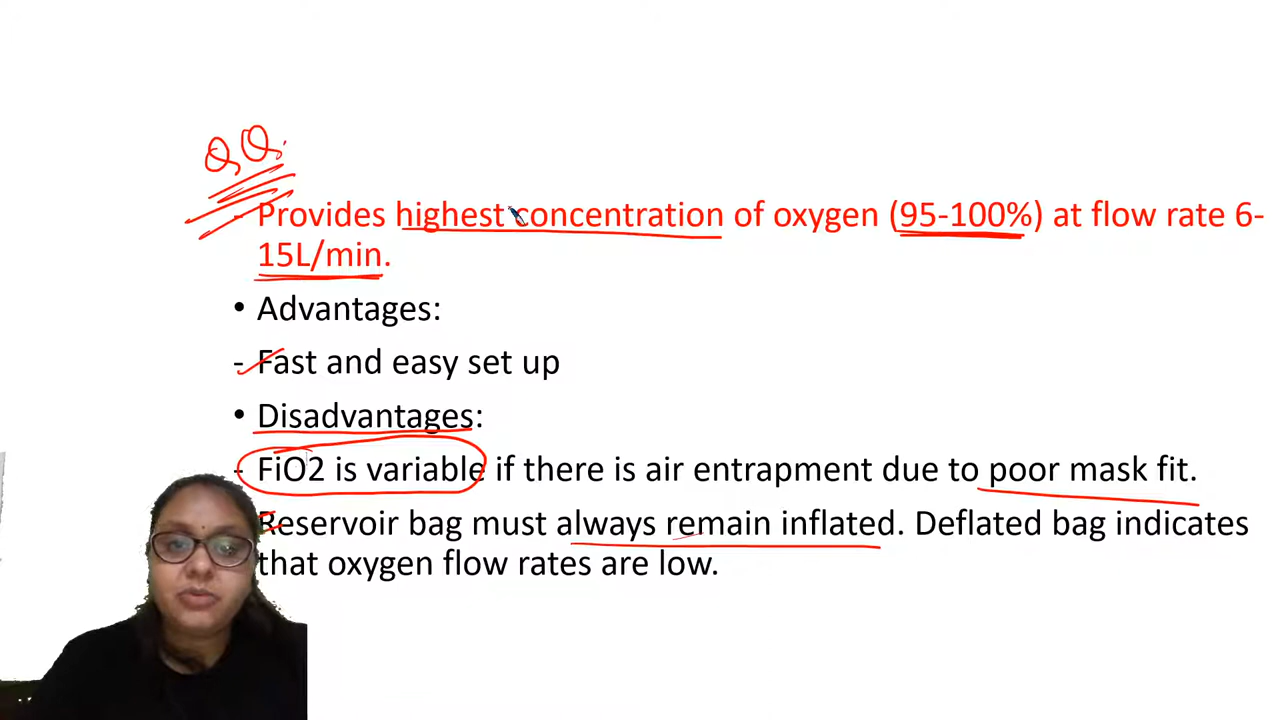 Q Q.
- Provides highest concentration of oxygen (95-100%) at flow rate 6-
15L/min.
• Advantages:
- Fast and easy set up
• Disadvantages:
- FiO2 is variable if there is air entrapment due to poor mask fit.
Reservoir bag must always remain inflated. Deflated bag indicates
that oxygen flow rates are low.